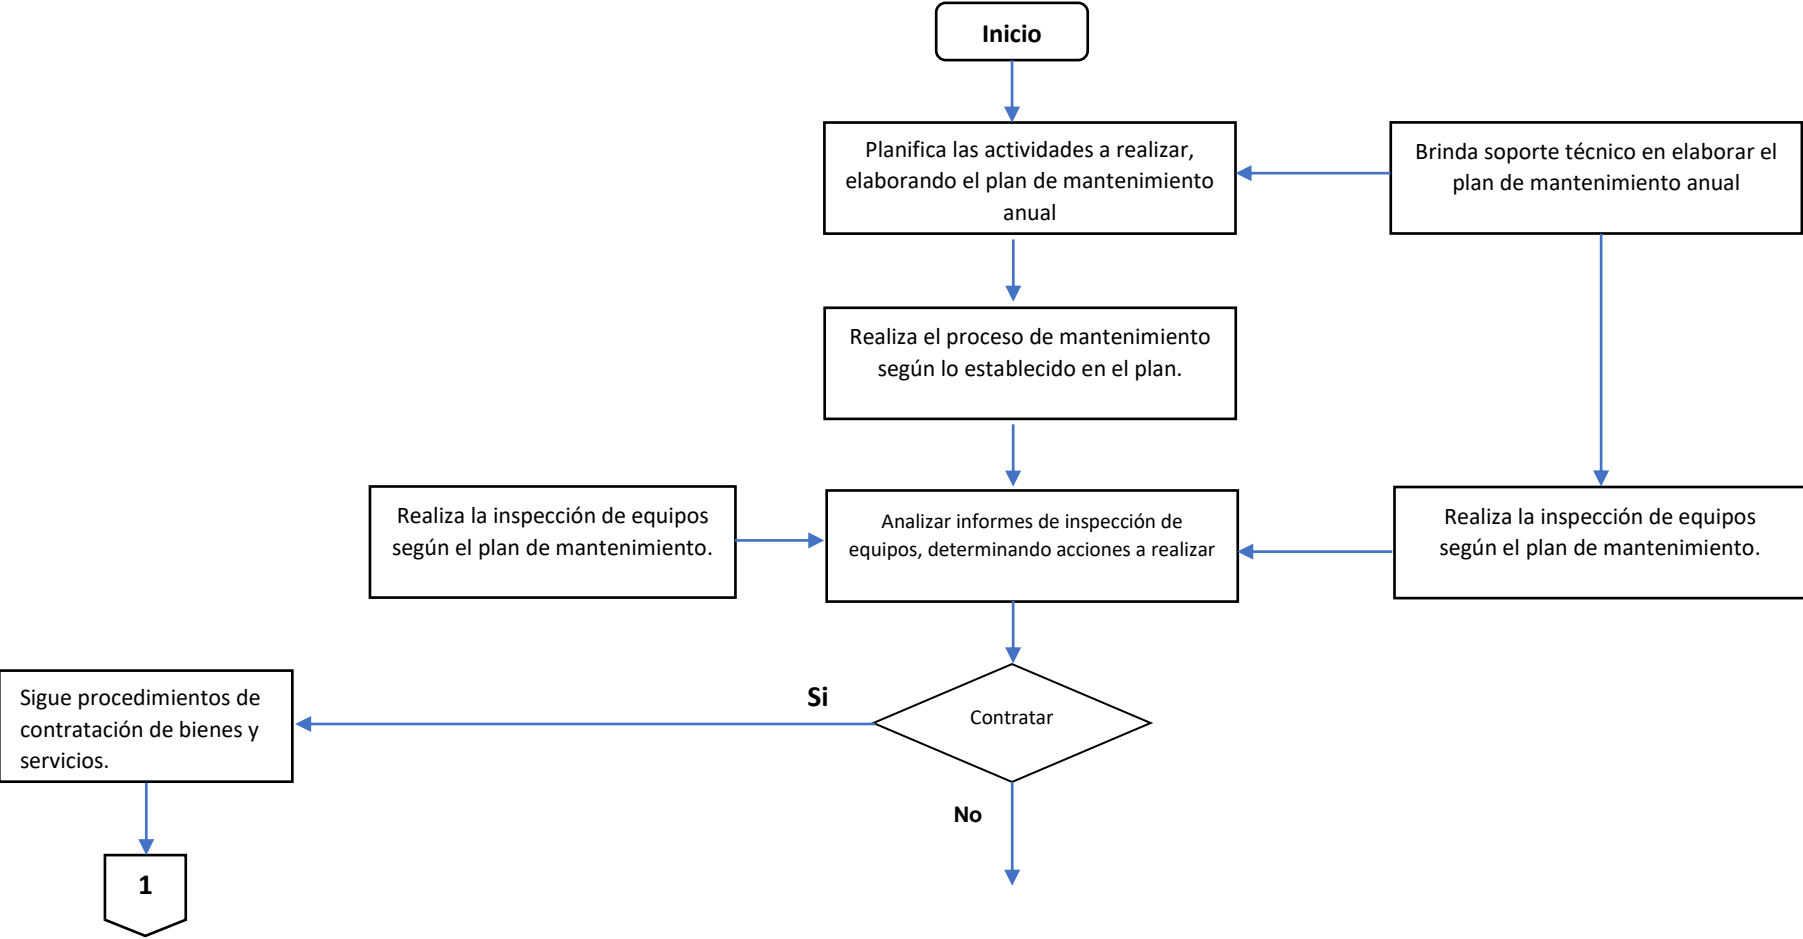 Inicio
Planifica las actividades a realizar,
elaborando el plan de mantenimiento
anual
Brinda soporte técnico en elaborar el
plan de mantenimiento anual
Realiza el proceso de mantenimiento
según lo establecido en el plan.
Realiza la inspección de equipos
según el plan de mantenimiento.
Analizar informes de inspección de
equipos, determinando acciones a realizar
Realiza la inspección de equipos
según el plan de mantenimiento.
Sigue procedimientos de
contratación de bienes y
servicios.
Si
Contratar
No
1